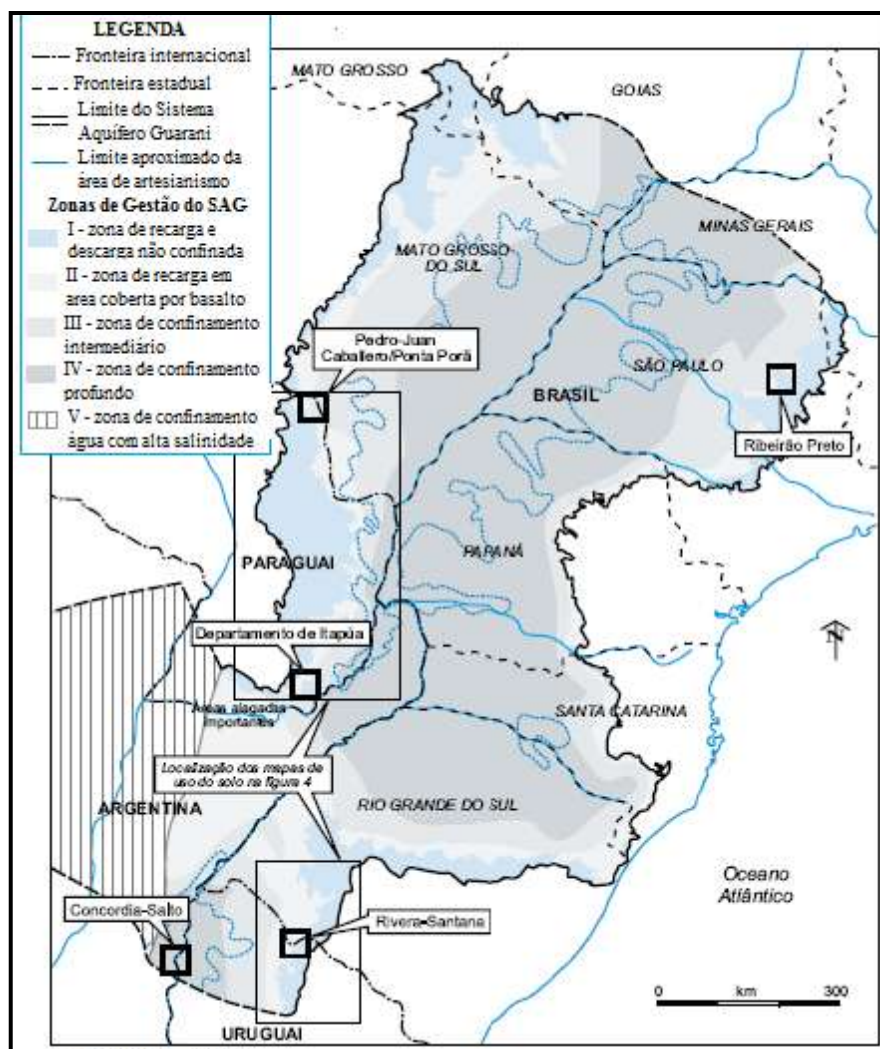 LEGENDA
Fronteira internacional
Fronteira estadual
Limite do Sistema
Aquífero Guarani
Limite aproximado da
área de artesianismo
Zonas de Gestão do SAG
I - zona de recarga e
descarga não confinada
II - zona de recarga em
area coberta por basalto
III - zona de confinamento
intermediário
IV - zona de confinamento
profundo
V - zona de confinamento
água com alta salinidade
MATO GROSSO
GOIAS
MINAS GERAIS
MATO GROSSO
DO SUL
Pedro-Juan
Caballero/Ponta Porã
SÃO PAULO
BRASIL
Ribeirão Preto
PARANÁ
PARAGUAI
Departamento de Itapúa
N
Áreas alagadas
importantes
SANTA CATARINA
Localização dos mapas de
uso do solo na figura 4
ARGENTINA
RIO GRANDE DO SUL
Oceano
Atlântico
Concordia-Salto
Rivera-Santana
0 km 300
URUGUAI